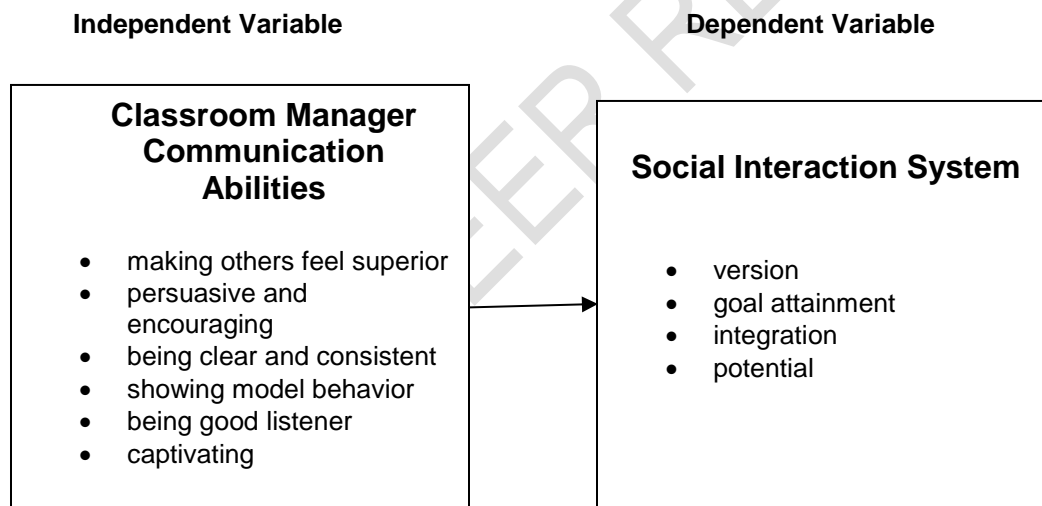 Independent Variable
Dependent Variable
Classroom Manager
Communication
Abilities
• making others feel superior
• persuasive and
encouraging
• being clear and consistent
• showing model behavior
• being good listener
• captivating
Social Interaction System
• version
• goal attainment
• integration
• potential